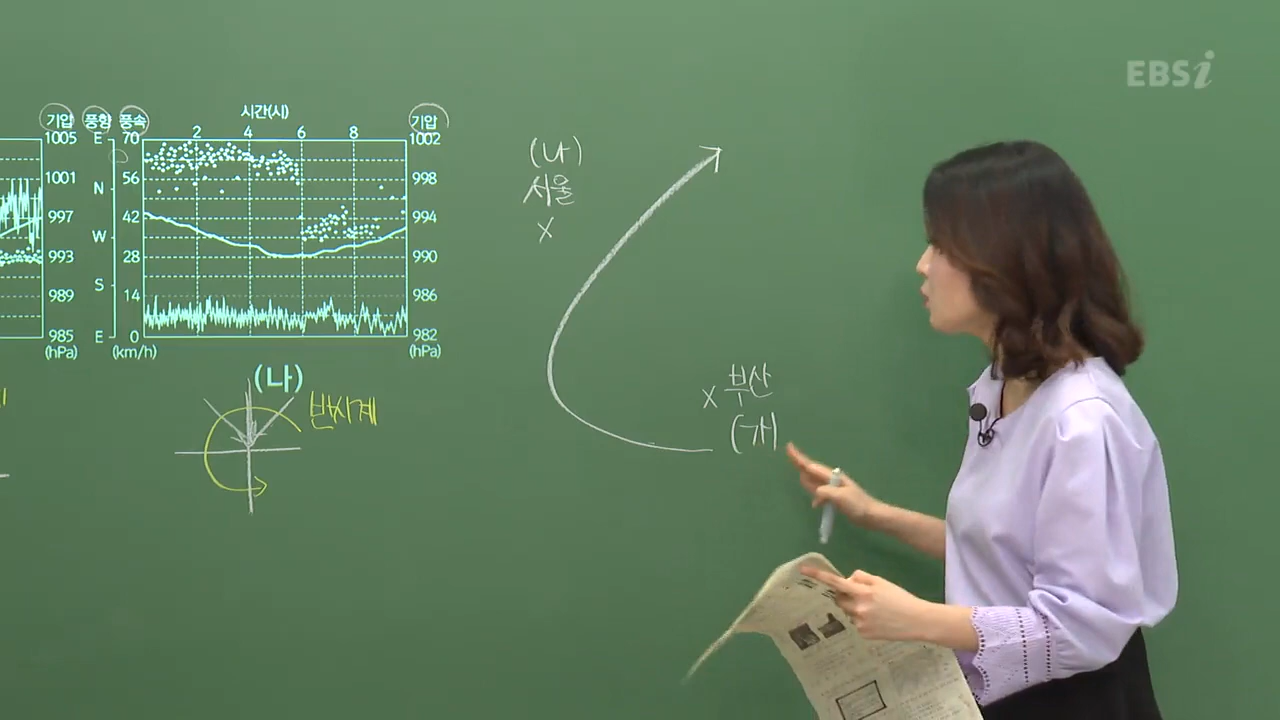 EBSi
시간(시)
기압 풍향 풍속 기압
1005 E 70 2 4 6 8 1002
1001 56 998
N
997 42 994
W
993 28 990
S
989 14 986
985 E 0 982
(hPa) (km/h) (hPa)
(나)
반시계
(나)
서울
x
x 부산
(가)